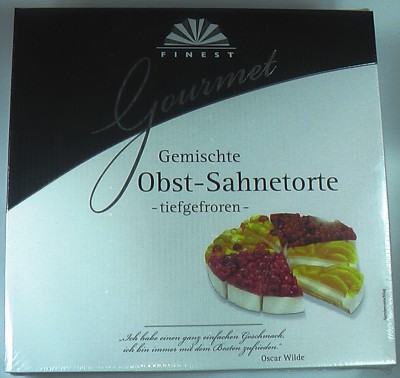 FINEST
Gourmet
Gemischte
Obst-Sahnetorte
- tiefgefroren -
„Ich habe einen ganz einfachen Geschmack,
ich bin immer mit dem Besten zufrieden.“
Oscar Wilde